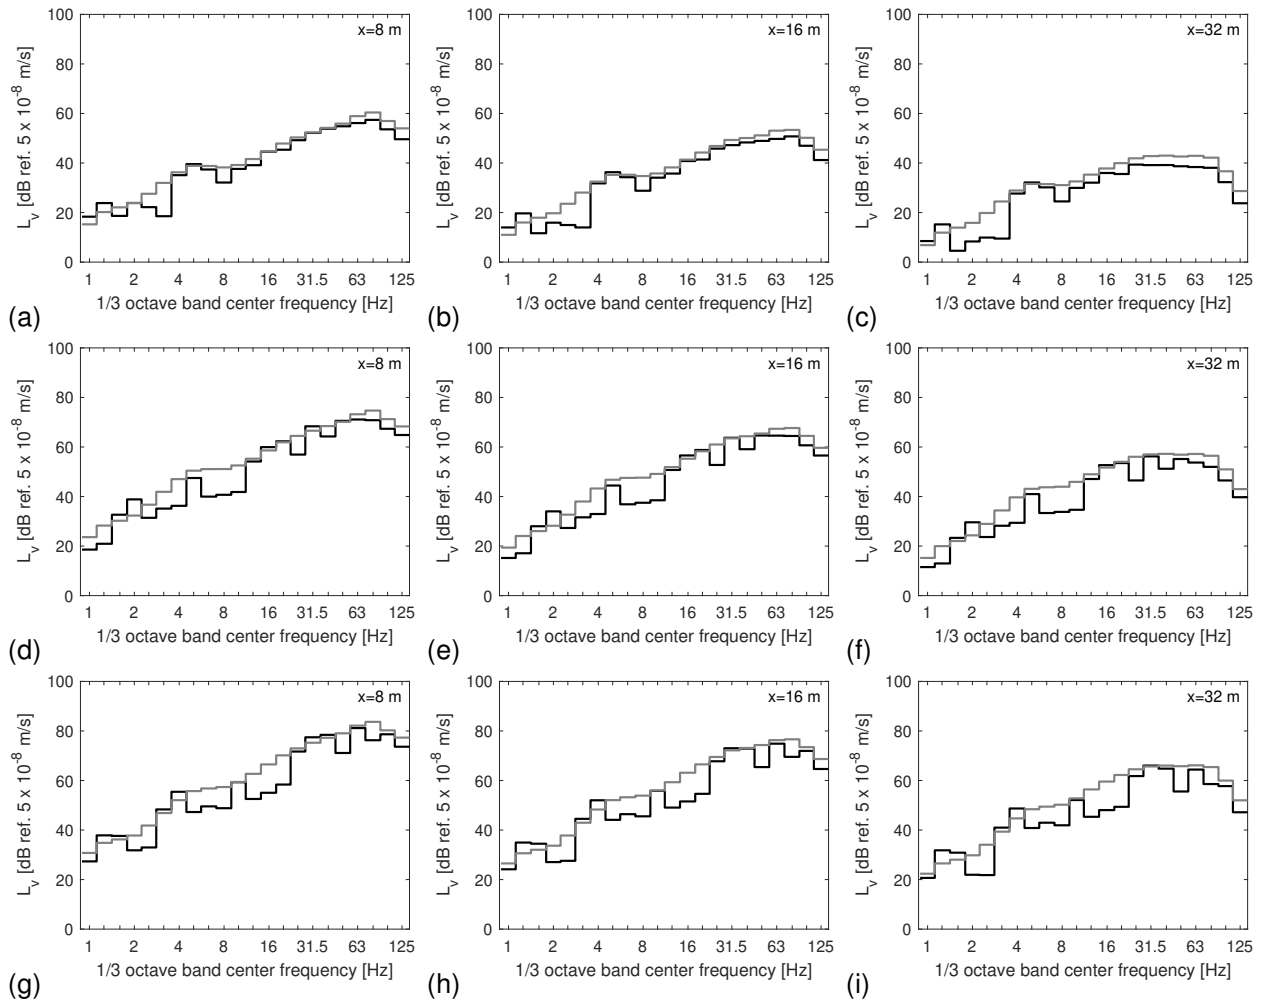 100
80
60
40
20
0
L_v [dB ref. 5 x 10^-8 m/s]
x=8 m
1 2 4 8 16 31.5 63 125
1/3 octave band center frequency [Hz]
(a)
100
80
60
40
20
0
L_v [dB ref. 5 x 10^-8 m/s]
x=16 m
1 2 4 8 16 31.5 63 125
1/3 octave band center frequency [Hz]
(b)
100
80
60
40
20
0
L_v [dB ref. 5 x 10^-8 m/s]
x=32 m
1 2 4 8 16 31.5 63 125
1/3 octave band center frequency [Hz]
(c)
100
80
60
40
20
0
L_v [dB ref. 5 x 10^-8 m/s]
x=8 m
1 2 4 8 16 31.5 63 125
1/3 octave band center frequency [Hz]
(d)
100
80
60
40
20
0
L_v [dB ref. 5 x 10^-8 m/s]
x=16 m
1 2 4 8 16 31.5 63 125
1/3 octave band center frequency [Hz]
(e)
100
80
60
40
20
0
L_v [dB ref. 5 x 10^-8 m/s]
x=32 m
1 2 4 8 16 31.5 63 125
1/3 octave band center frequency [Hz]
(f)
100
80
60
40
20
0
L_v [dB ref. 5 x 10^-8 m/s]
x=8 m
1 2 4 8 16 31.5 63 125
1/3 octave band center frequency [Hz]
(g)
100
80
60
40
20
0
L_v [dB ref. 5 x 10^-8 m/s]
x=16 m
1 2 4 8 16 31.5 63 125
1/3 octave band center frequency [Hz]
(h)
100
80
60
40
20
0
L_v [dB ref. 5 x 10^-8 m/s]
x=32 m
1 2 4 8 16 31.5 63 125
1/3 octave band center frequency [Hz]
(i)